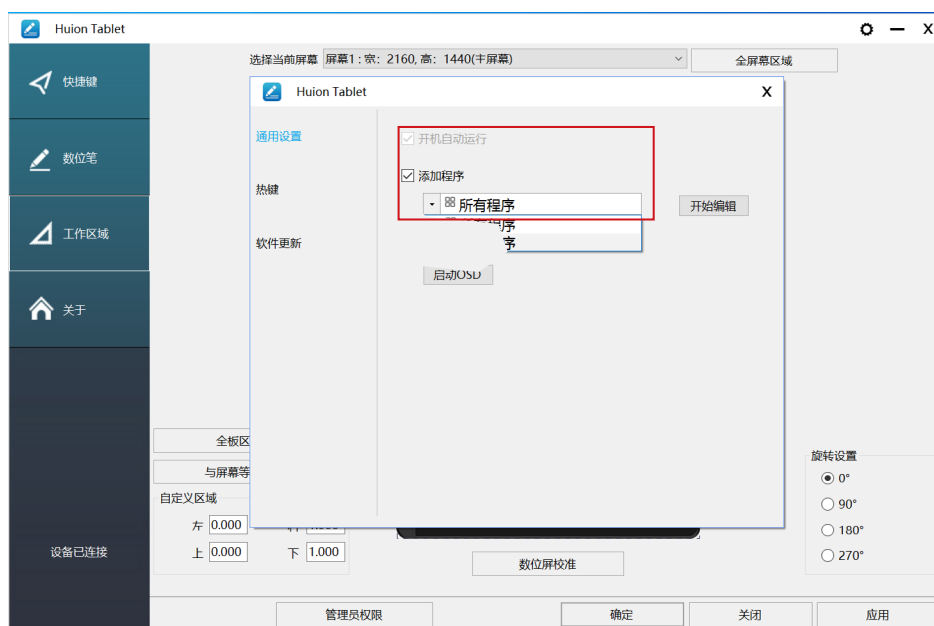 Huion Tablet
X
选择当前屏幕
屏幕1：宽：2160, 高：1440(主屏幕)
全屏幕区域
快捷键
数位笔
工作区域
关于
设备已连接
Huion Tablet
X
通用设置
热键
软件更新
开机自动运行
添加程序
所有程序
开始编辑
启动OSD
全板区
与屏幕等
自定义区域
左 0.000
上 0.000
下 1.000
数位屏校准
旋转设置
0°
90°
180°
270°
管理员权限
确定
关闭
应用